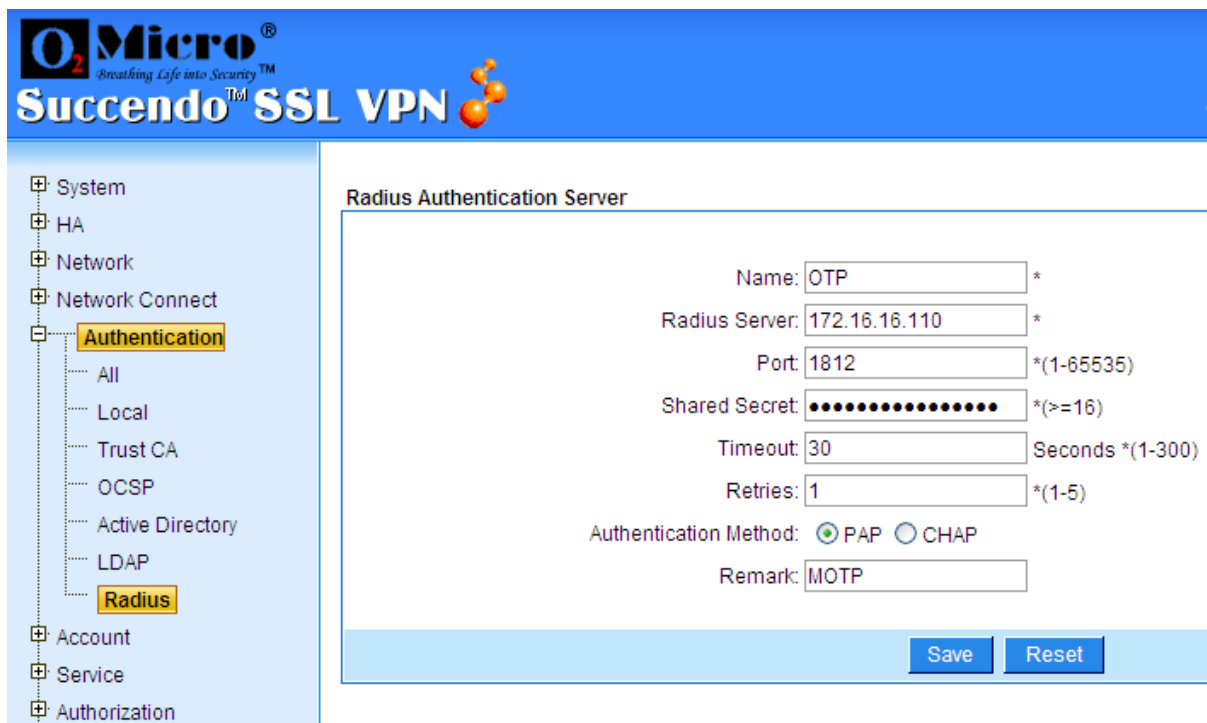 O2Micro®
Breathing Life into Security™
Succendo™ SSL VPN
System
HA
Network
Network Connect
Authentication
All
Local
Trust CA
OCSP
Active Directory
LDAP
Radius
Account
Service
Authorization
Radius Authentication Server
Name: OTP *
Radius Server: 172.16.16.110 *
Port: 1812 *(1-65535)
Shared Secret: •••••••••••••••• *(>=16)
Timeout: 30 Seconds *(1-300)
Retries: 1 *(1-5)
Authentication Method: PAP CHAP
Remark: MOTP
Save Reset